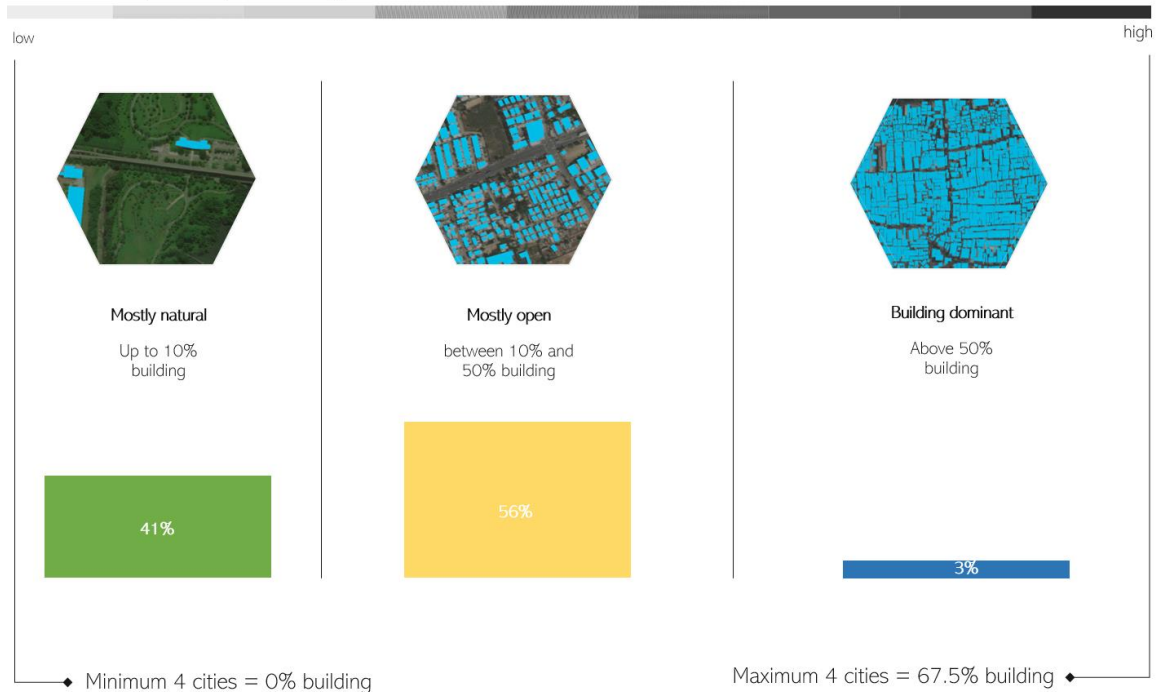 low
high
Mostly natural
Up to 10%
building
41%
Mostly open
between 10% and
50% building
56%
Building dominant
Above 50%
building
3%
Minimum 4 cities = 0% building
Maximum 4 cities = 67.5% building